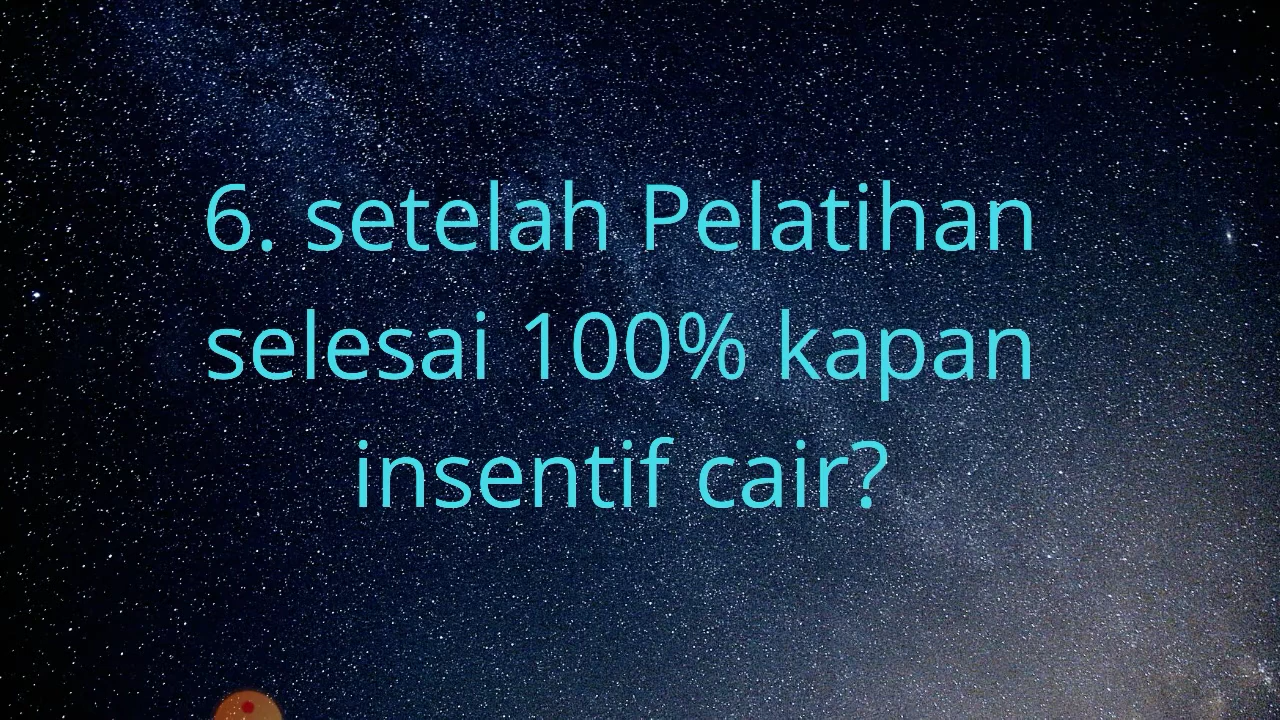 6. setelah Pelatihan
selesai 100% kapan
insentif cair?